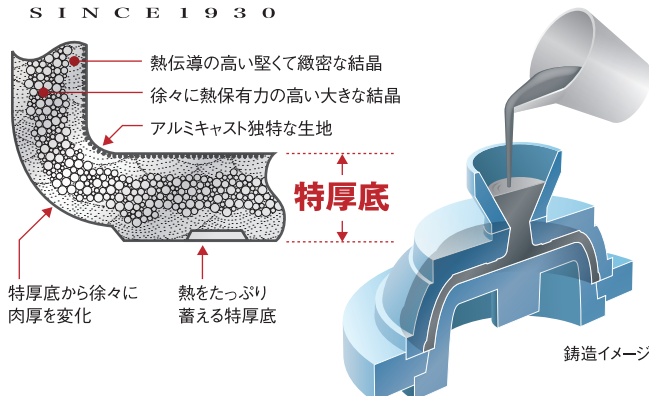 SINCE1930
熱伝導の高い堅くて緻密な結晶
徐々に熱保有力の高い大きな結晶
アルミキャスト独特な生地
特厚底
特厚底から徐々に
肉厚を変化
熱をたっぷり
蓄える特厚底
鋳造イメージ